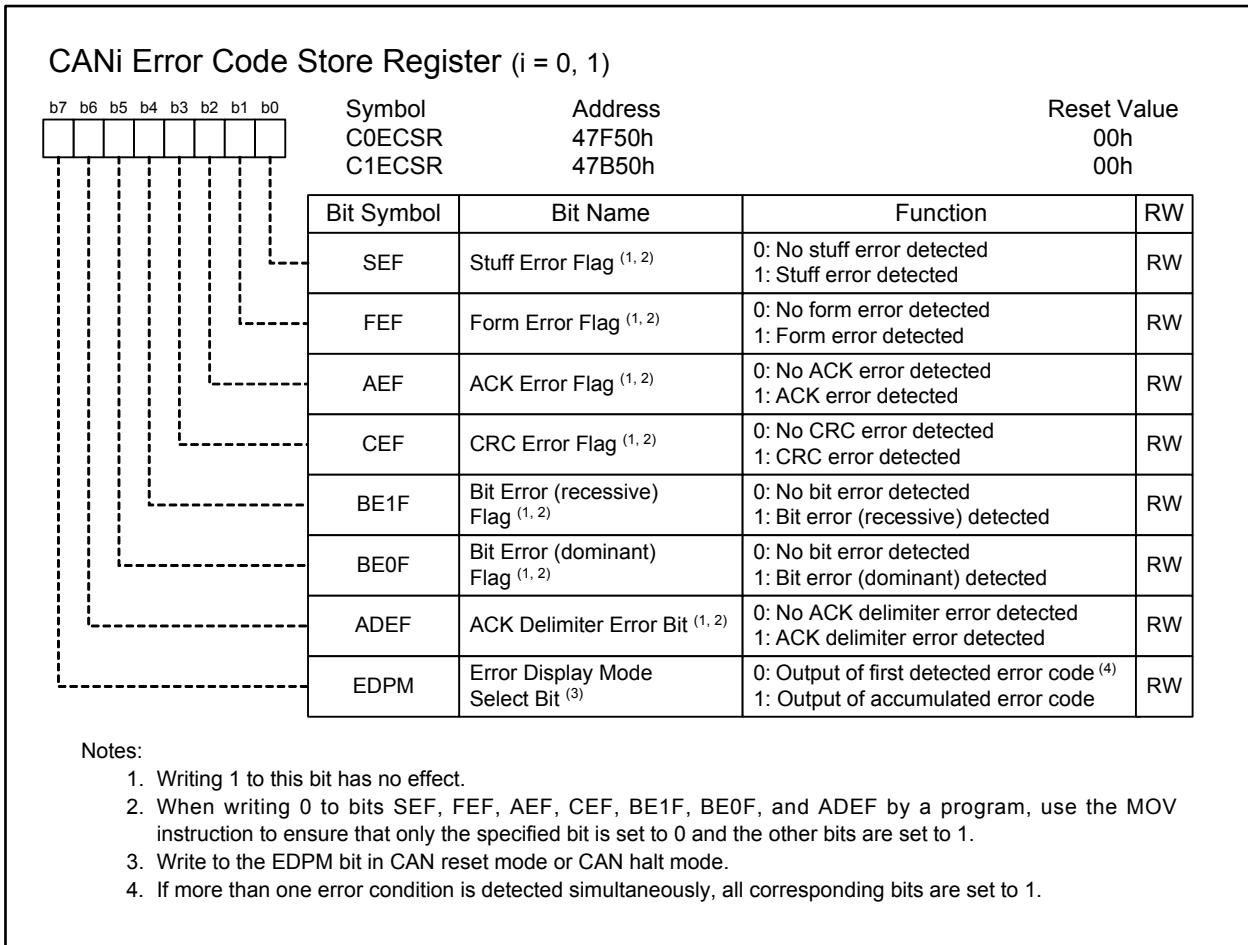 CANi Error Code Store Register (i = 0, 1)
b7 b6 b5 b4 b3 b2 b1 b0
Symbol Address Reset Value
C0ECSR 47F50h 00h
C1ECSR 47B50h 00h
Bit Symbol Bit Name Function RW
SEF Stuff Error Flag (1, 2) 0: No stuff error detected RW
1: Stuff error detected
FEF Form Error Flag (1, 2) 0: No form error detected RW
1: Form error detected
AEF ACK Error Flag (1, 2) 0: No ACK error detected RW
1: ACK error detected
CEF CRC Error Flag (1, 2) 0: No CRC error detected RW
1: CRC error detected
BE1F Bit Error (recessive) 0: No bit error detected RW
Flag (1, 2) 1: Bit error (recessive) detected
BE0F Bit Error (dominant) 0: No bit error detected RW
Flag (1, 2) 1: Bit error (dominant) detected
ADEF ACK Delimiter Error Bit (1, 2) 0: No ACK delimiter error detected RW
1: ACK delimiter error detected
EDPM Error Display Mode 0: Output of first detected error code (4) RW
Select Bit (3) 1: Output of accumulated error code
Notes:
1. Writing 1 to this bit has no effect.
2. When writing 0 to bits SEF, FEF, AEF, CEF, BE1F, BE0F, and ADEF by a program, use the MOV
instruction to ensure that only the specified bit is set to 0 and the other bits are set to 1.
3. Write to the EDPM bit in CAN reset mode or CAN halt mode.
4. If more than one error condition is detected simultaneously, all corresponding bits are set to 1.